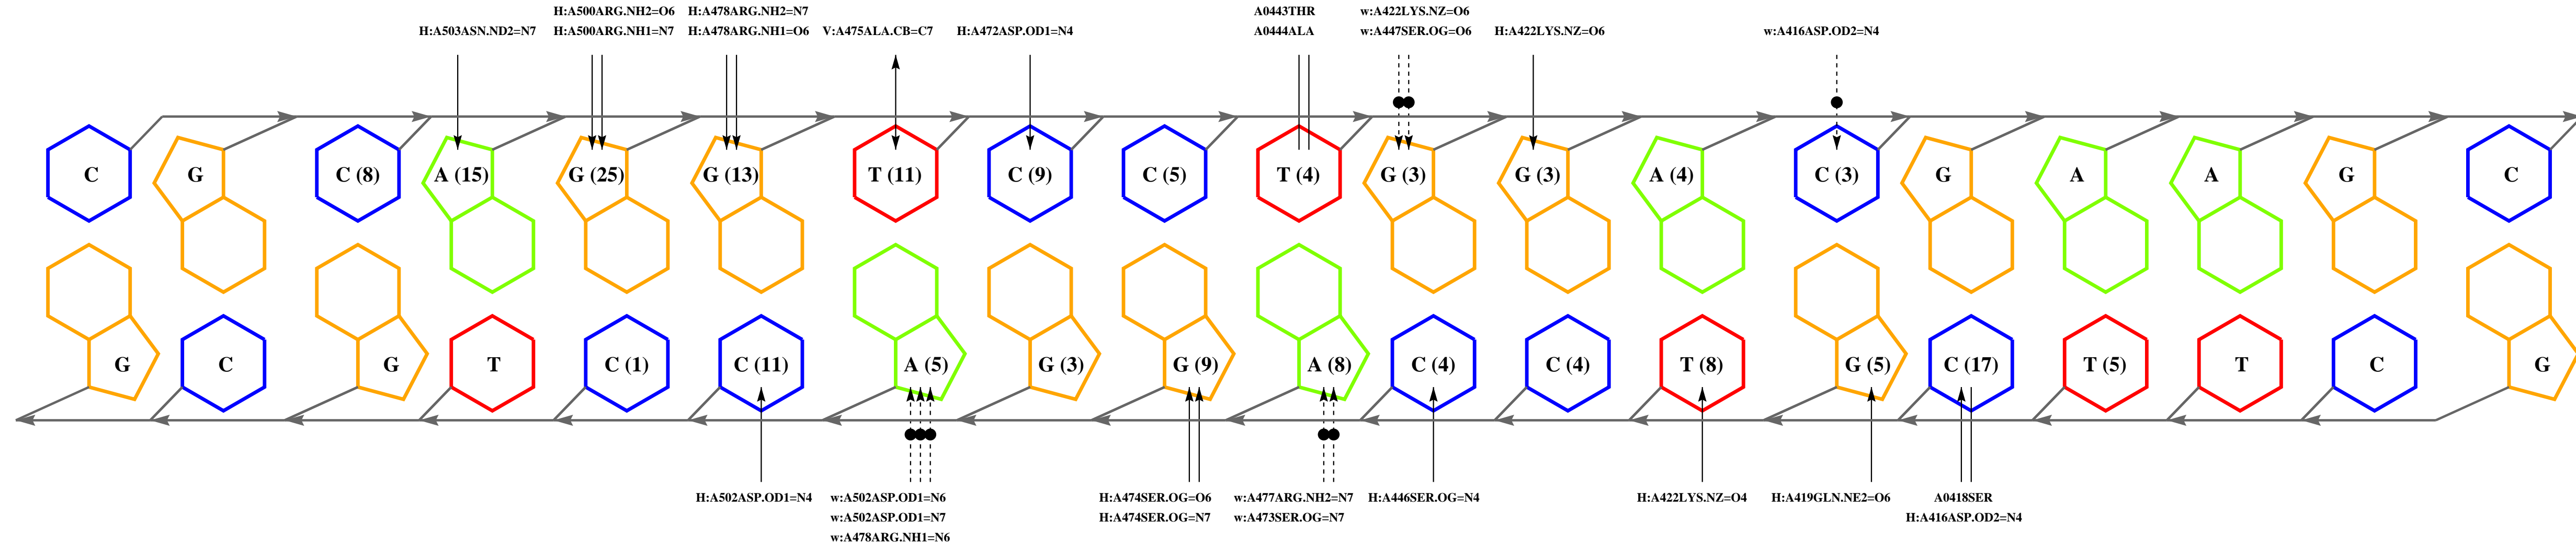 H:A500ARG.NH2=O6 H:A478ARG.NH2=N7 A0443THR w:A422LYS.NZ=O6
H:A503ASN.ND2=N7 H:A500ARG.NH1=N7 H:A478ARG.NH1=O6 V:A475ALA.CB=C7 H:A472ASP.OD1=N4 A0444ALA w:A447SER.OG=O6 H:A422LYS.NZ=O6 w:A416ASP.OD2=N4
C G C (8) A (15) G (25) G (13) T (11) C (9) C (5) T (4) G (3) G (3) A (4) C (3) G A A G C
G C G T C (1) C (11) A (5) G (3) G (9) A (8) C (4) C (4) T (8) G (5) C (17) T (5) T C G
H:A502ASP.OD1=N4 w:A502ASP.OD1=N6 H:A474SER.OG=O6 w:A477ARG.NH2=N7 H:A446SER.OG=N4 H:A422LYS.NZ=O4 H:A419GLN.NE2=O6 A0418SER
w:A502ASP.OD1=N7 H:A474SER.OG=N7 w:A473SER.OG=N7 H:A416ASP.OD2=N4
w:A478ARG.NH1=N6